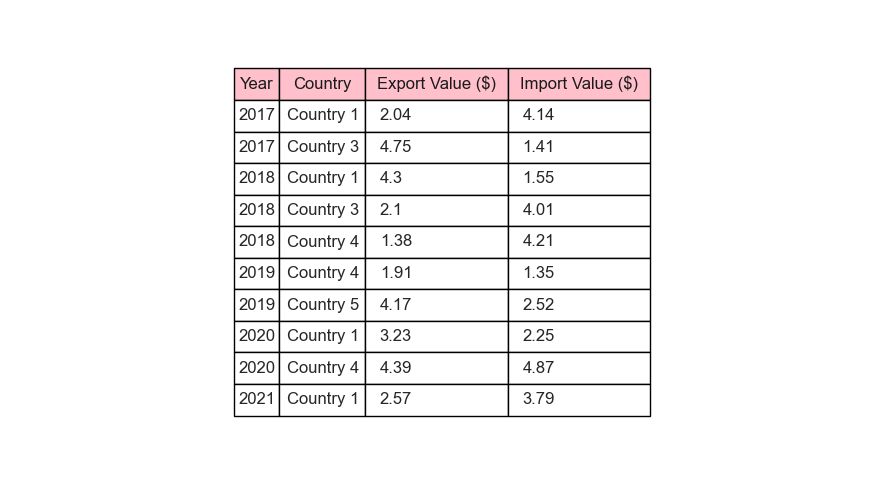 Year Country Export Value ($) Import Value ($)
2017 Country 1 2.04 4.14
2017 Country 3 4.75 1.41
2018 Country 1 4.3 1.55
2018 Country 3 2.1 4.01
2018 Country 4 1.38 4.21
2019 Country 4 1.91 1.35
2019 Country 5 4.17 2.52
2020 Country 1 3.23 2.25
2020 Country 4 4.39 4.87
2021 Country 1 2.57 3.79